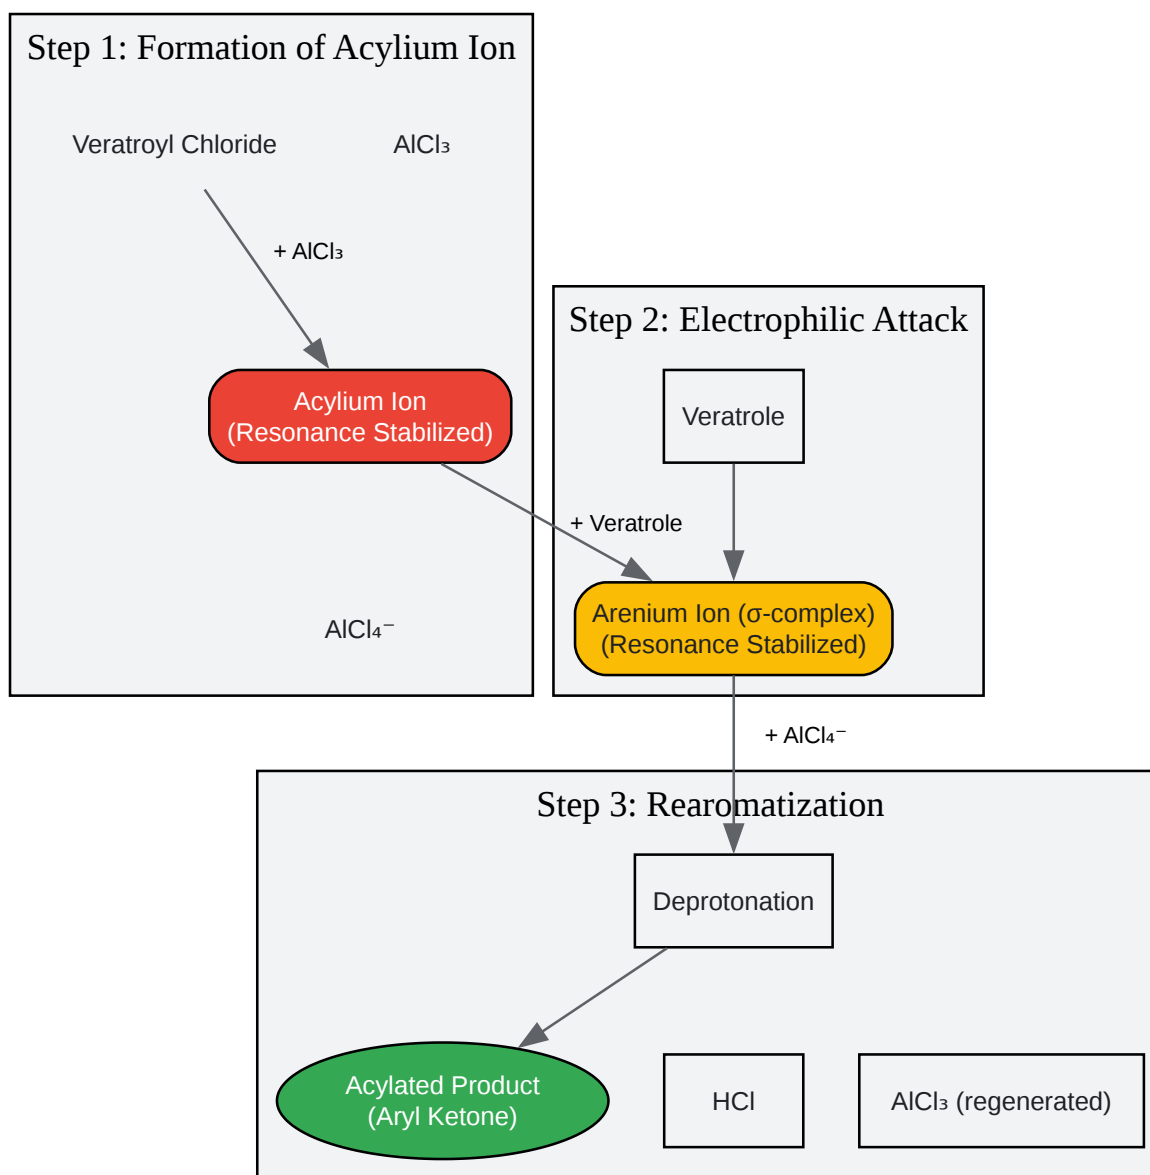 Step 1: Formation of Acylium Ion
Veratroyl Chloride
AlCl₃
+ AlCl₃
Acylium Ion
(Resonance Stabilized)
AlCl₄⁻
Step 2: Electrophilic Attack
Veratrole
+ Veratrole
Arenium Ion (σ-complex)
(Resonance Stabilized)
+ AlCl₄⁻
Step 3: Rearomatization
Deprotonation
Acylated Product
(Aryl Ketone)
HCl
AlCl₃ (regenerated)